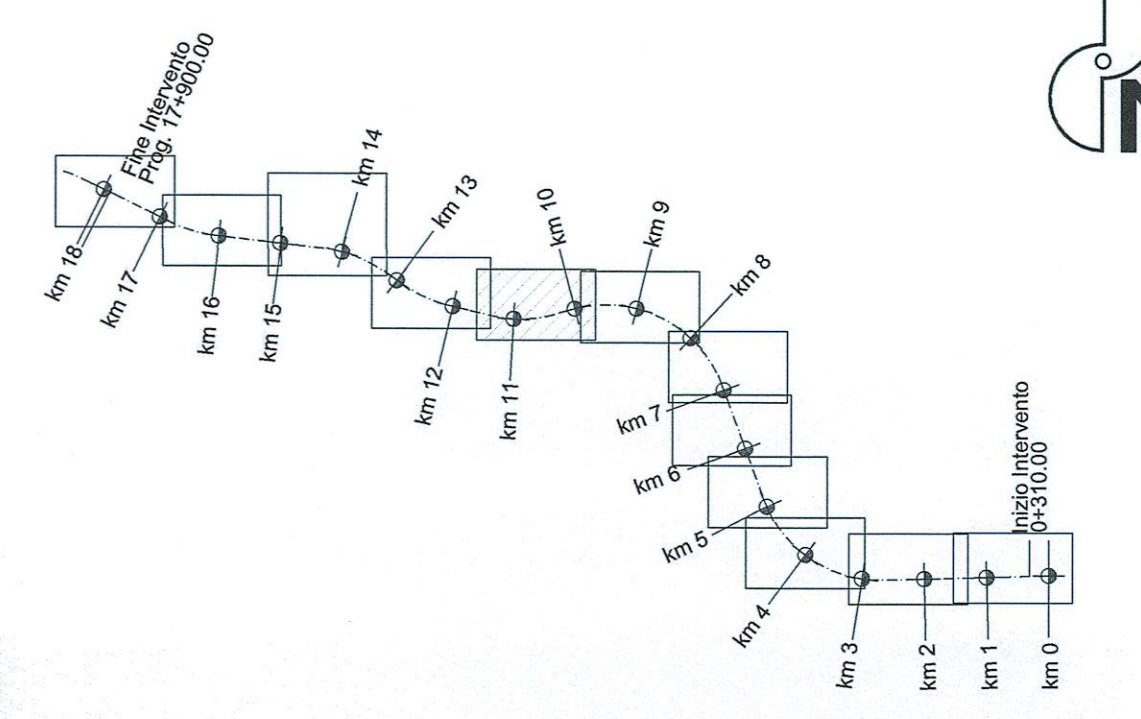 Fine Intervento
Prog. 17+900.00
km 18
km 17
km 16
km 15
km 14
km 13
km 12
km 11
km 10
km 9
km 8
km 7
km 6
km 5
km 4
km 3
km 2
km 1
km 0
Inizio Intervento
0+310.00